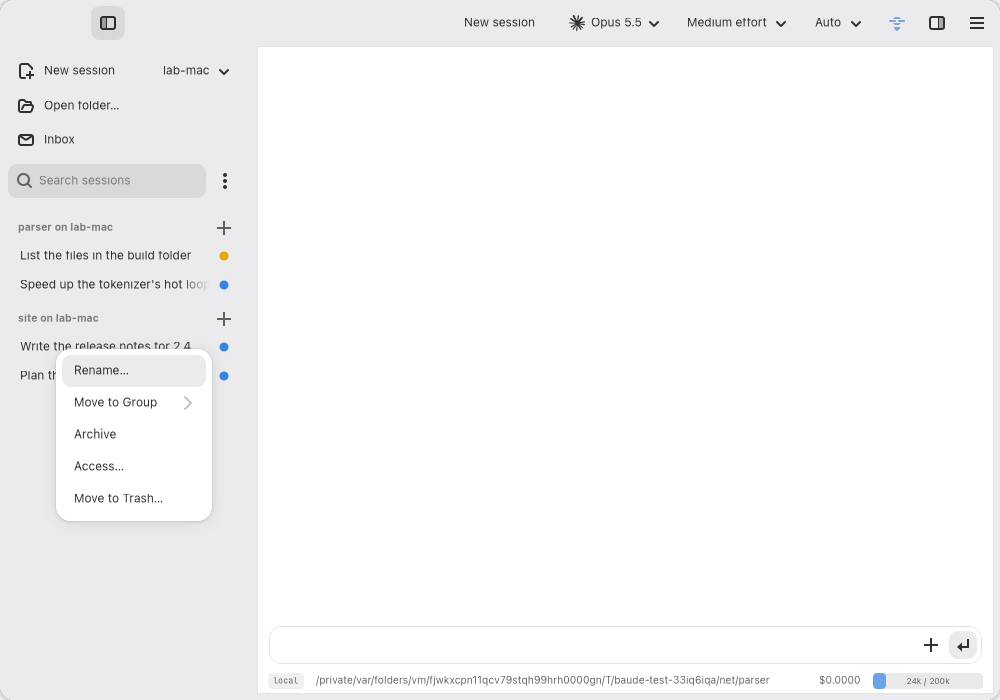 New session
Opus 5.5
Medium effort
Auto
New session
lab-mac
Open folder...
Inbox
Search sessions
parser on lab-mac
List the files in the build folder
Speed up the tokenizer's hot loop
site on lab-mac
Write the release notes for 2.4
Plan
Rename...
Move to Group
Archive
Access...
Move to Trash...
local
/private/var/folders/vm/fjwkxcpn11qcv79stqh99hrh0000gn/T/baude-test-33iq6iqa/net/parser
$0.0000
24k / 200k